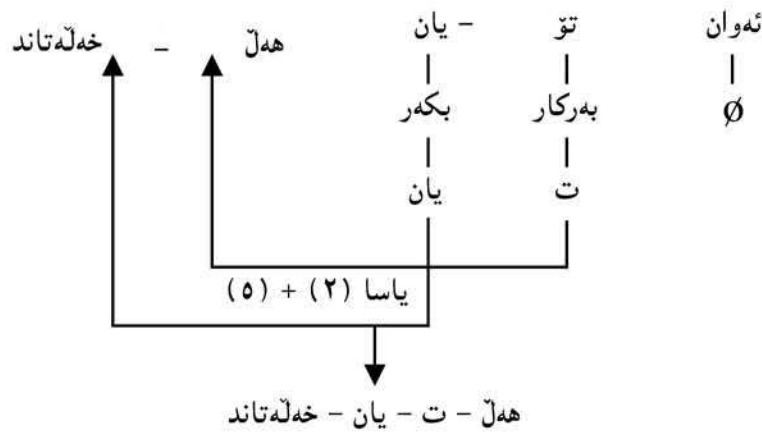 ئەوان تۆ - یان هەڵ - خەڵەتاند
Ø بەرکار بکەر
ت یان
یاسا (٢) + (٥)
هەڵ - ت - یان - خەڵەتاند